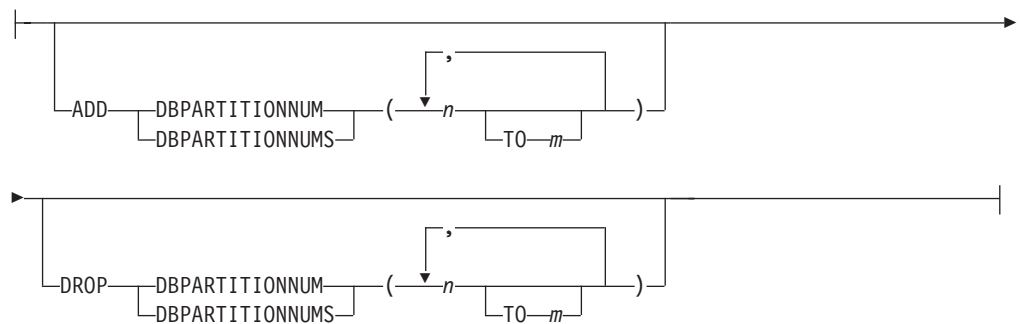 ,
ADD DBPARTITIONNUM ( n )
DBPARTITIONNUMS TO m
,
DROP DBPARTITIONNUM ( n )
DBPARTITIONNUMS TO m